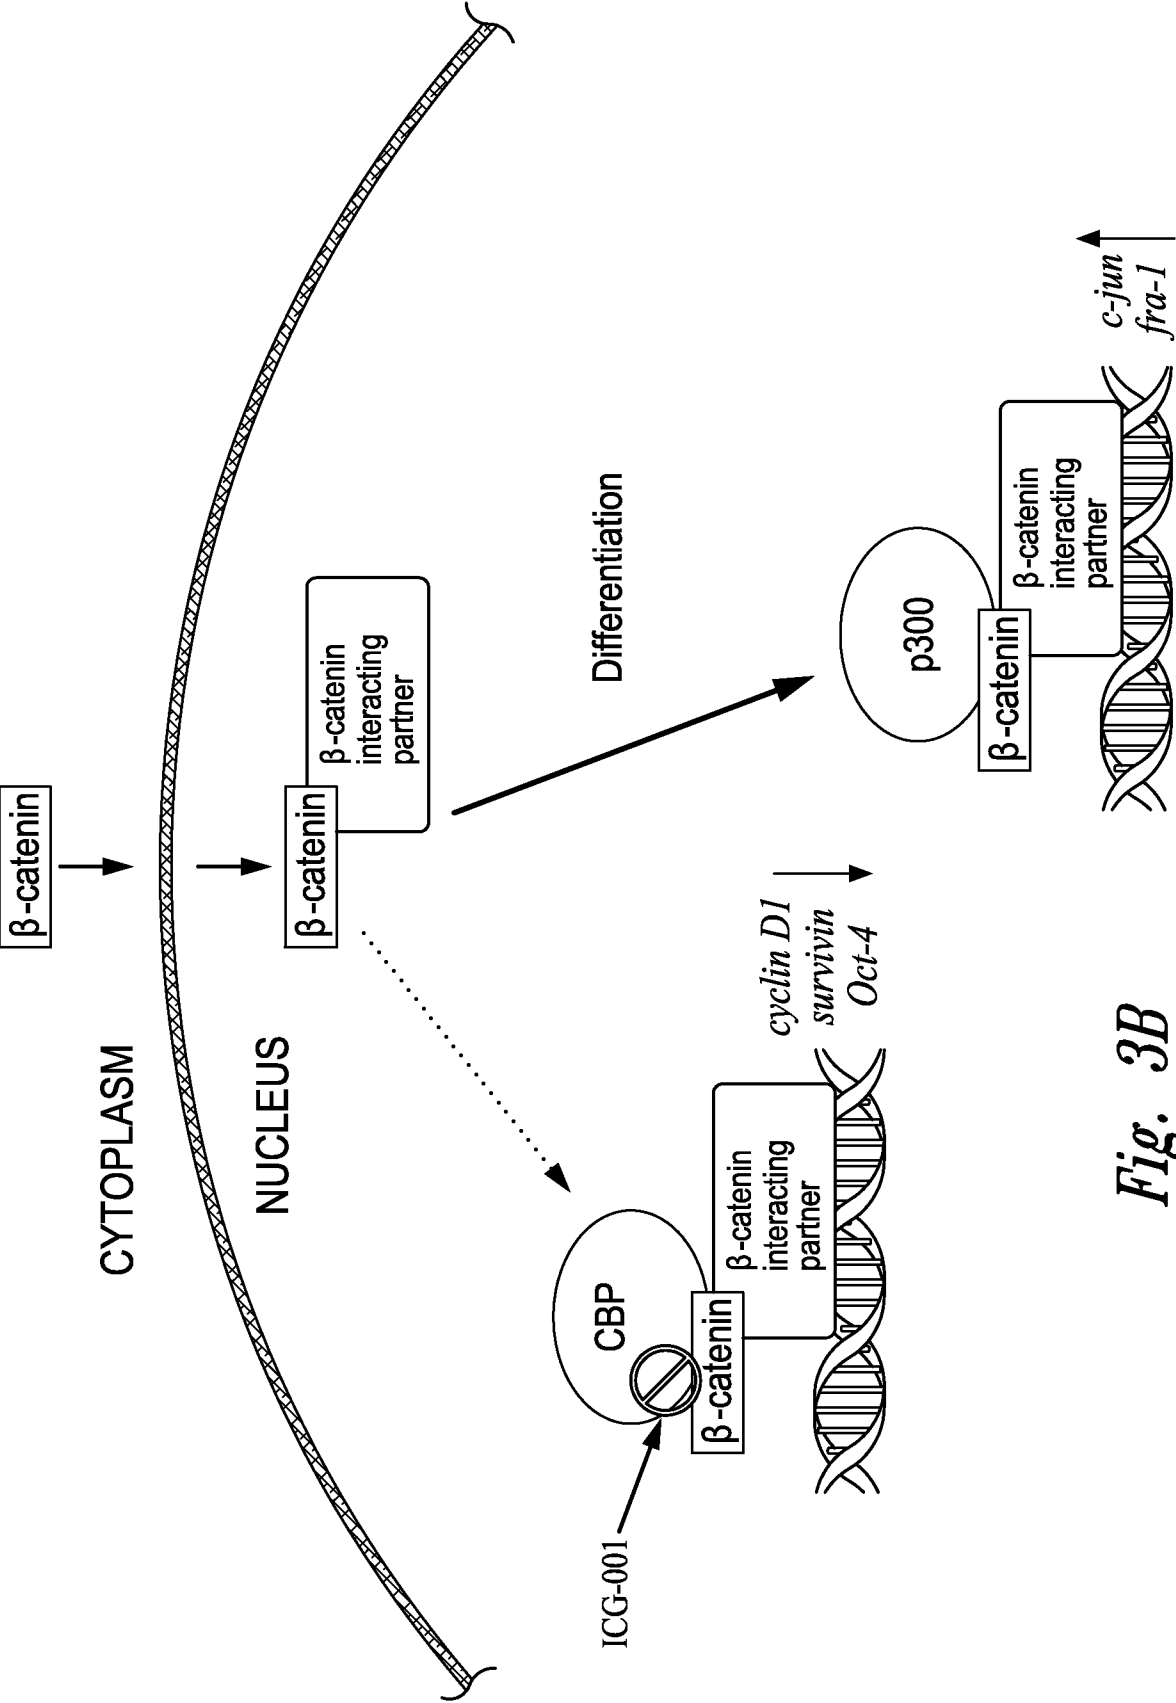 β-catenin
CYTOPLASM
NUCLEUS
β-catenin
β-catenin
interacting
partner
Differentiation
ICG-001
CBP
β-catenin
β-catenin
interacting
partner
cyclin D1
survivin
Oct-4
p300
β-catenin
β-catenin
interacting
partner
c-jun
fra-1
Fig. 3B